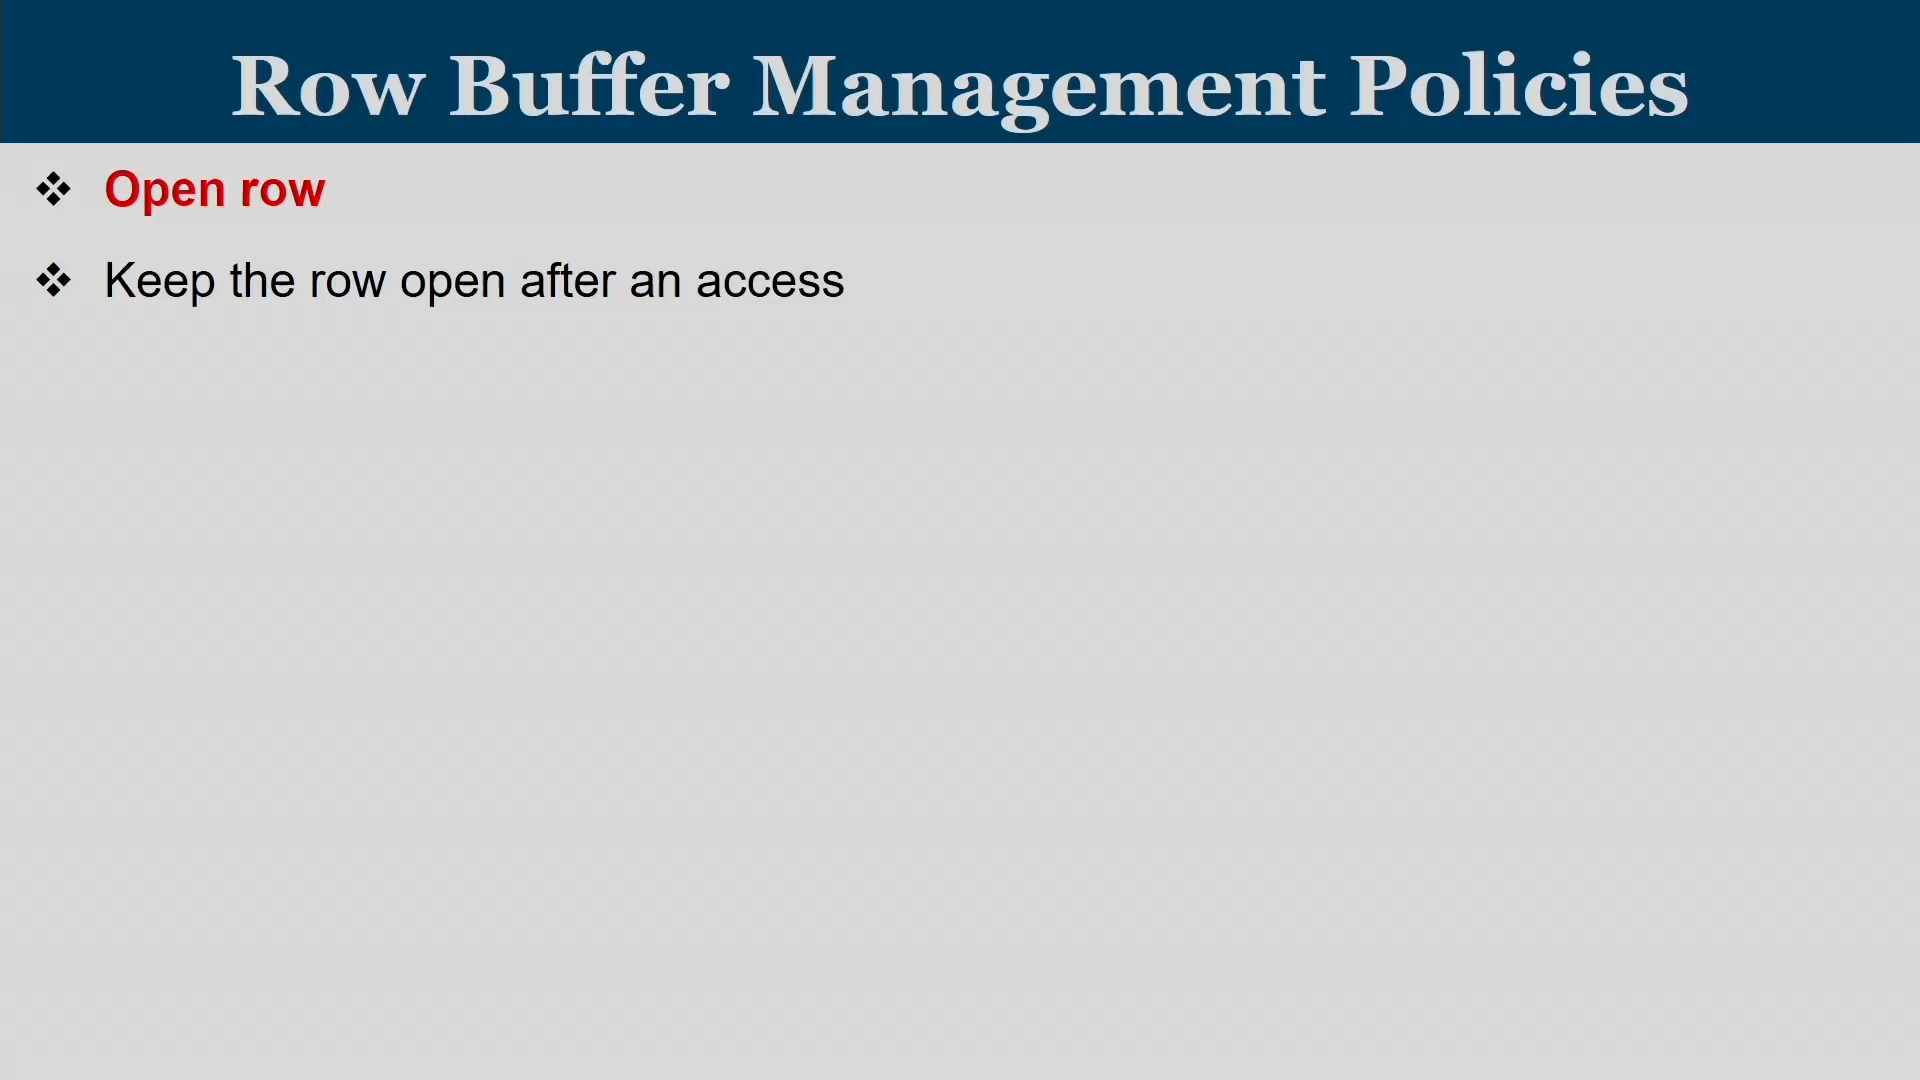 Row Buffer Management Policies
❖ Open row
❖ Keep the row open after an access